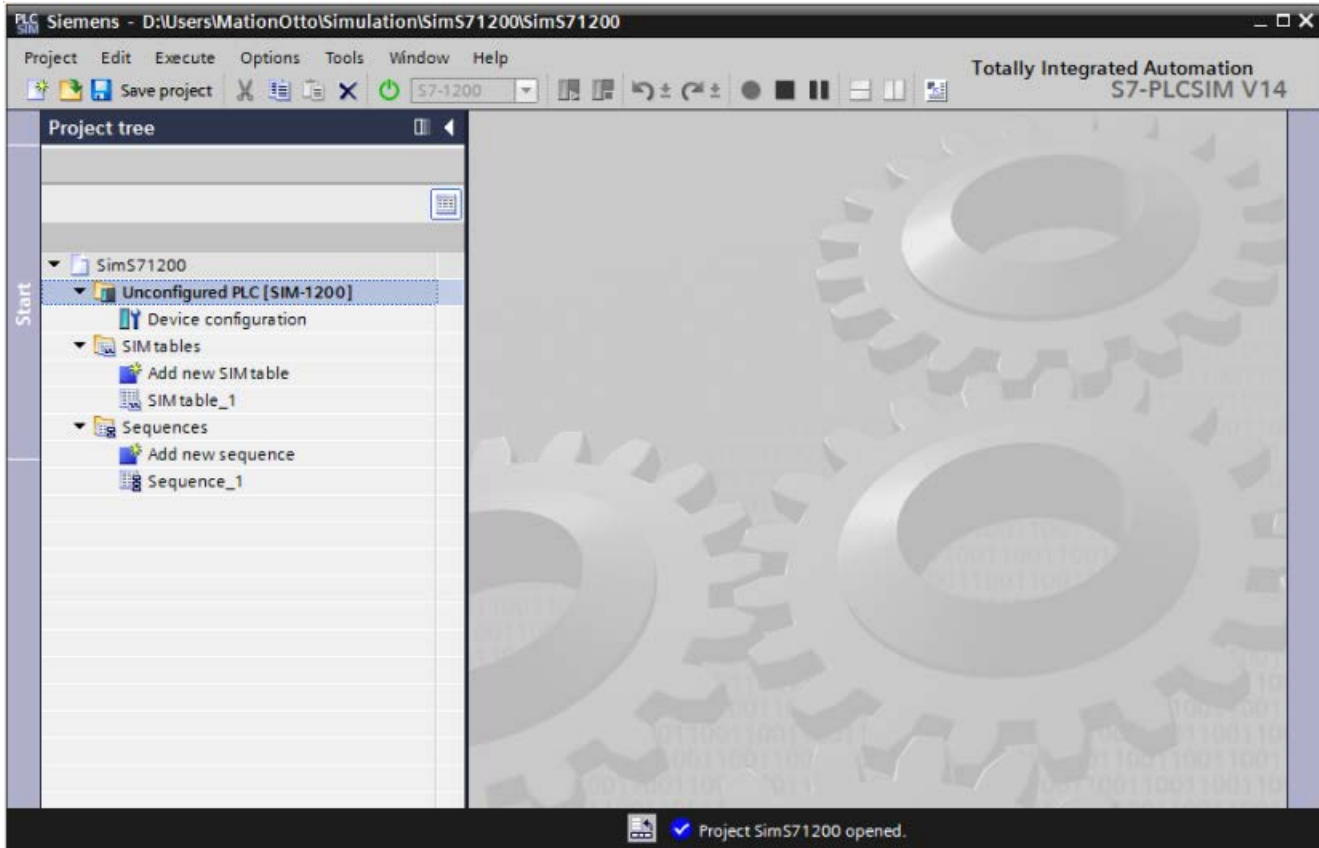 PLC SIM Siemens - D:\Users\MationOtto\Simulation\SimS71200\SimS71200
Project Edit Execute Options Tools Window Help
Totally Integrated Automation
S7-PLCSIM V14
Save project S7-1200
Project tree
Start
SimS71200
Unconfigured PLC [SIM-1200]
Device configuration
SIM tables
Add new SIM table
SIM table_1
Sequences
Add new sequence
Sequence_1
Project SimS71200 opened.